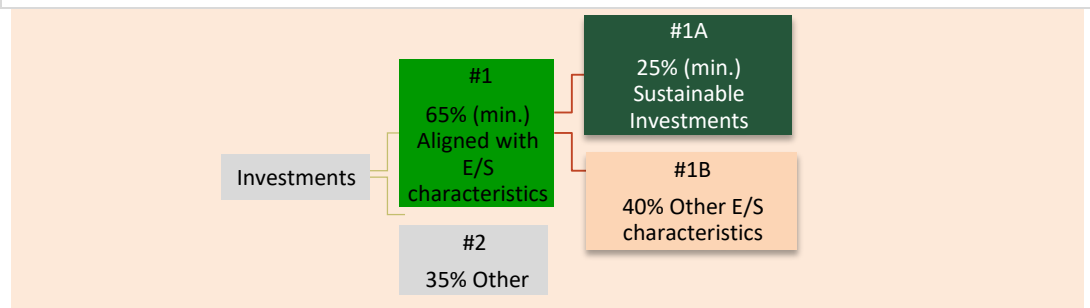 Investments
#1
65% (min.)
Aligned with
E/S
characteristics
#2
35% Other
#1A
25% (min.)
Sustainable
Investments
#1B
40% Other E/S
characteristics